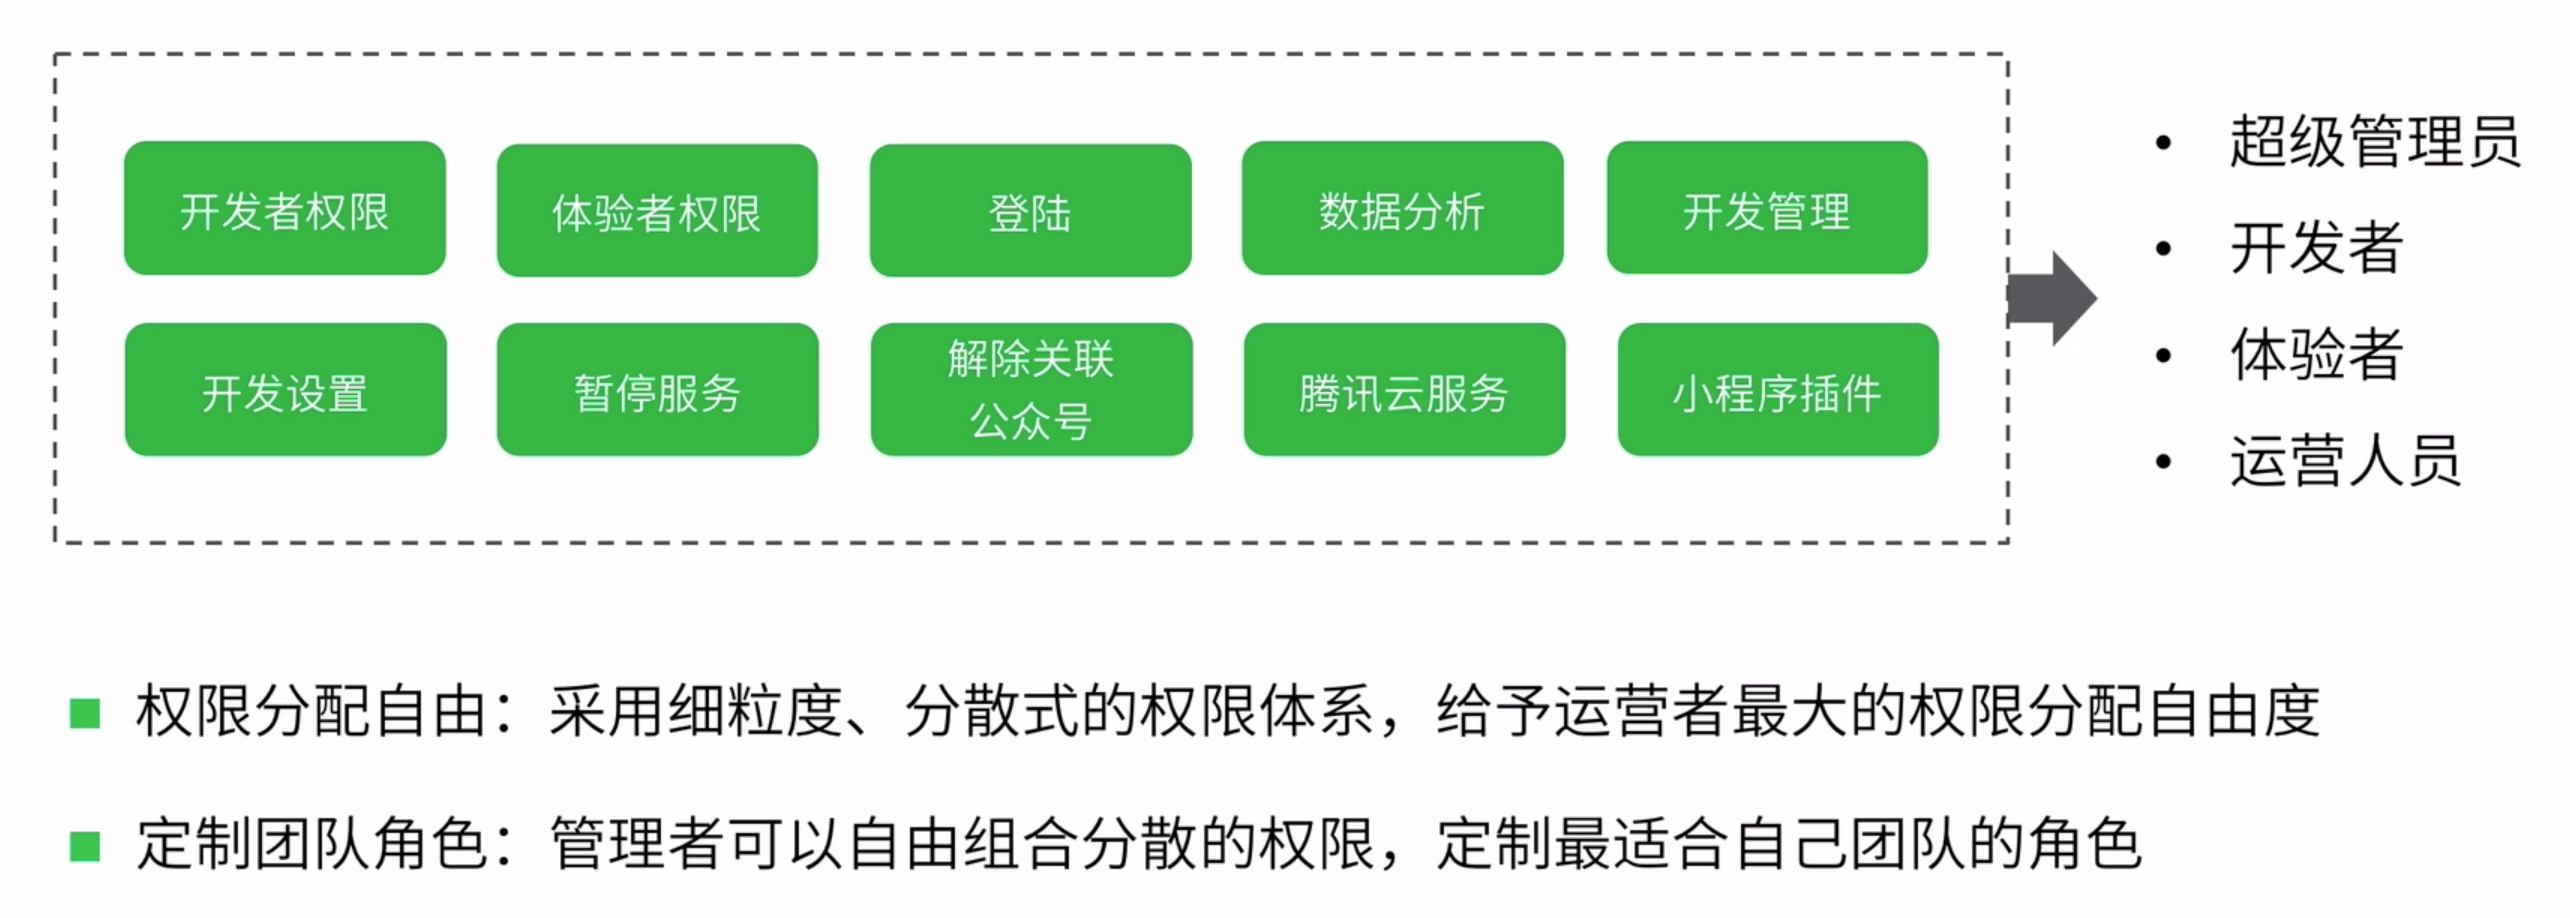 开发者权限
体验者权限
登陆
数据分析
开发管理
开发设置
暂停服务
解除关联
公众号
腾讯云服务
小程序插件
• 超级管理员
• 开发者
• 体验者
• 运营人员
权限分配自由：采用细粒度、分散式的权限体系，给予运营者最大的权限分配自由度
定制团队角色：管理者可以自由组合分散的权限，定制最适合自己团队的角色